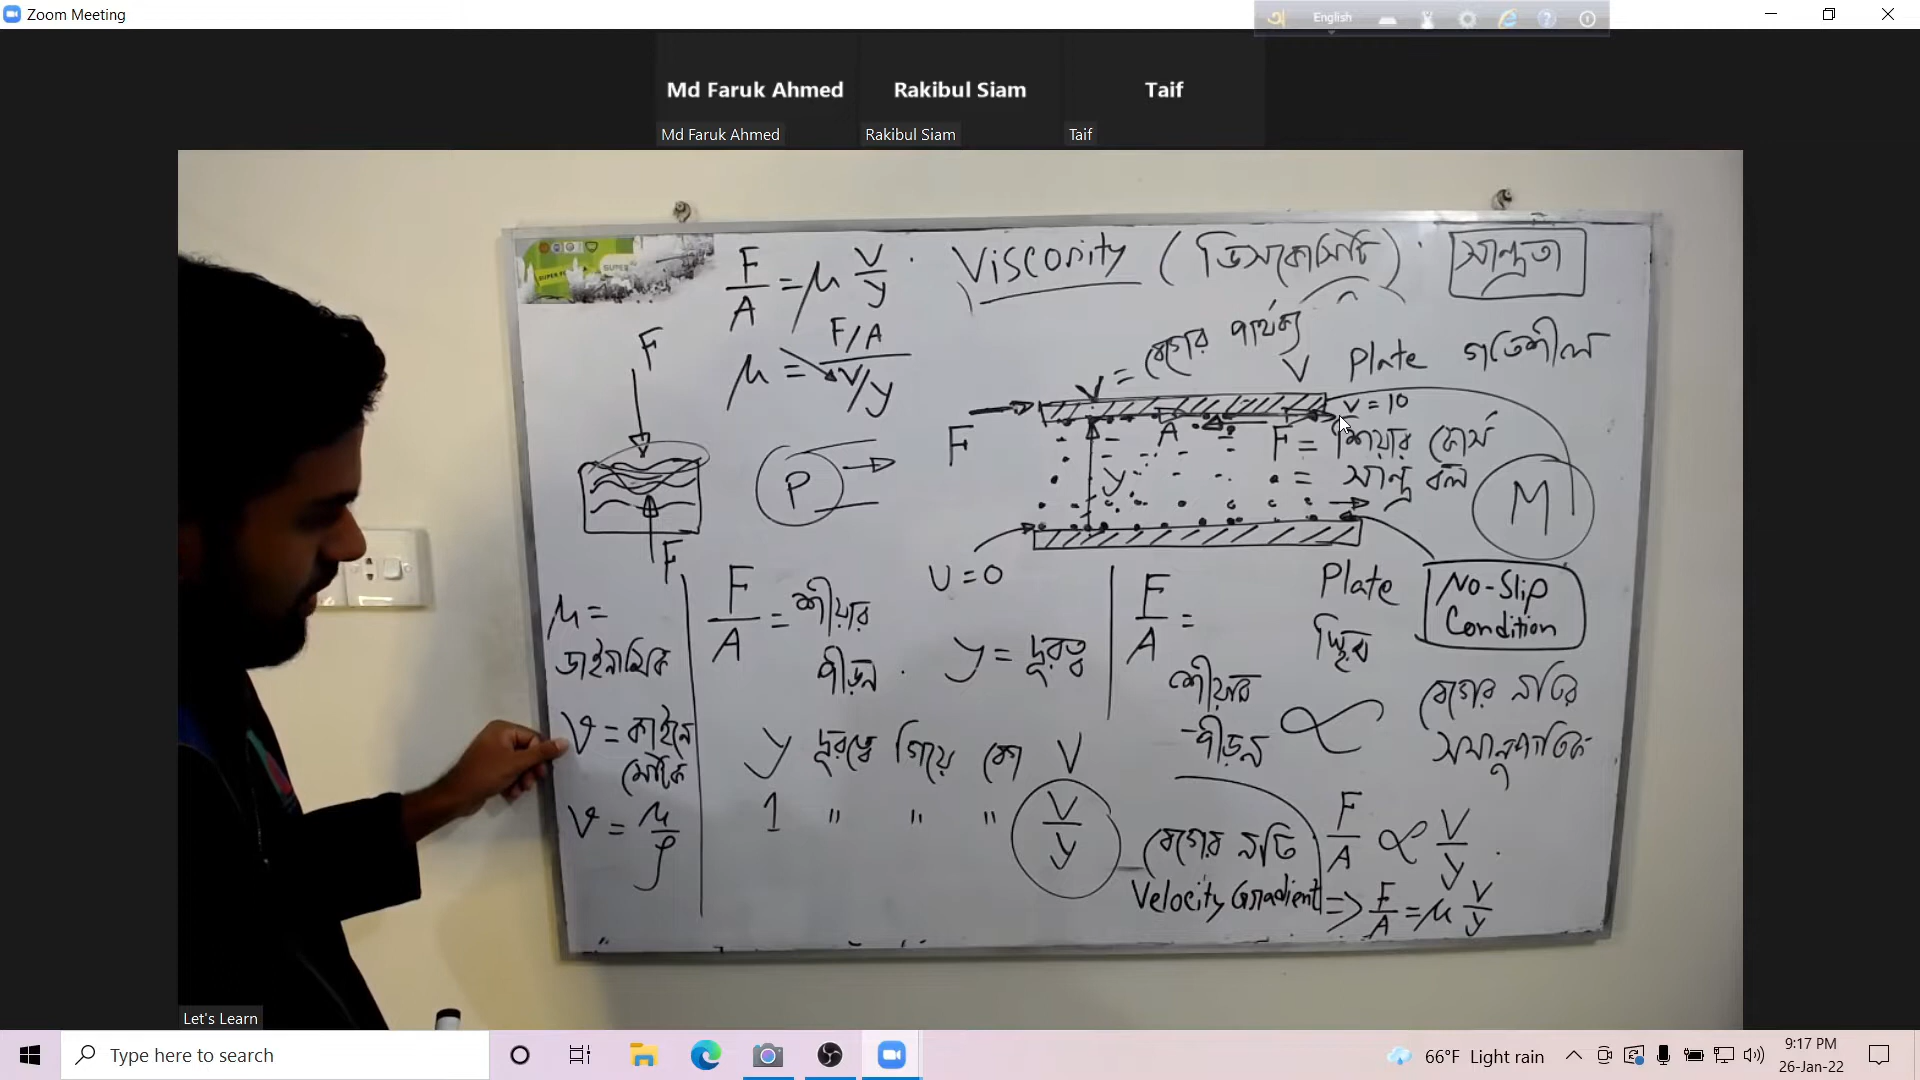 Zoom Meeting
English
Md Faruk Ahmed
Rakibul Siam
Taif
Md Faruk Ahmed
Rakibul Siam
Taif
F/A = μ V/y
Viscority (ভিসকোসিটি)
সান্দ্রতা
μ = F/A / V/y
V = বেগের পার্থক্য
V
Plate গতিশীল
F
F
V = 10
A
F = শিয়ার ফোর্স
= সান্দ্র বল
y
M
P
F
U = 0
Plate স্থির
No-Slip Condition
μ = ডাইনামিক
F/A = শীয়ার পীড়ন
y = দূরত্ব
F/A = শীয়ার পীড়ন ∝ বেগের নতির সমানুপাতিক
ν = কাইনে মেটিক
y দূরত্বে গিয়ে V
1 " " " V/y
ν = μ/ρ
বেগের নতি
Velocity Gradient
F/A ∝ V/y
=> F/A = μ V/y
Let's Learn
Type here to search
66°F Light rain
9:17 PM
26-Jan-22